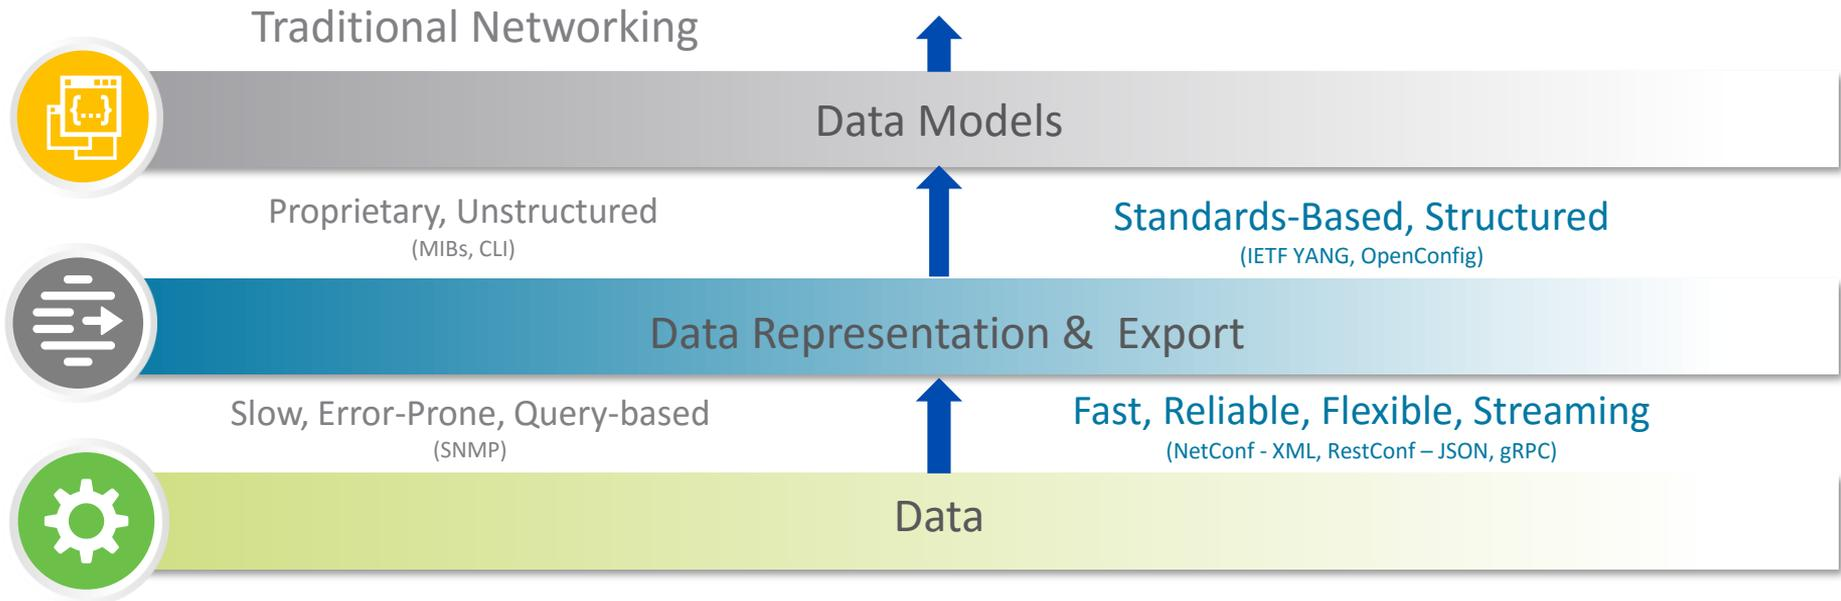 Traditional Networking
{...}
Data Models
Proprietary, Unstructured
(MIBs, CLI)
Standards-Based, Structured
(IETF YANG, OpenConfig)
Data Representation & Export
Slow, Error-Prone, Query-based
(SNMP)
Fast, Reliable, Flexible, Streaming
(NetConf - XML, RestConf – JSON, gRPC)
Data